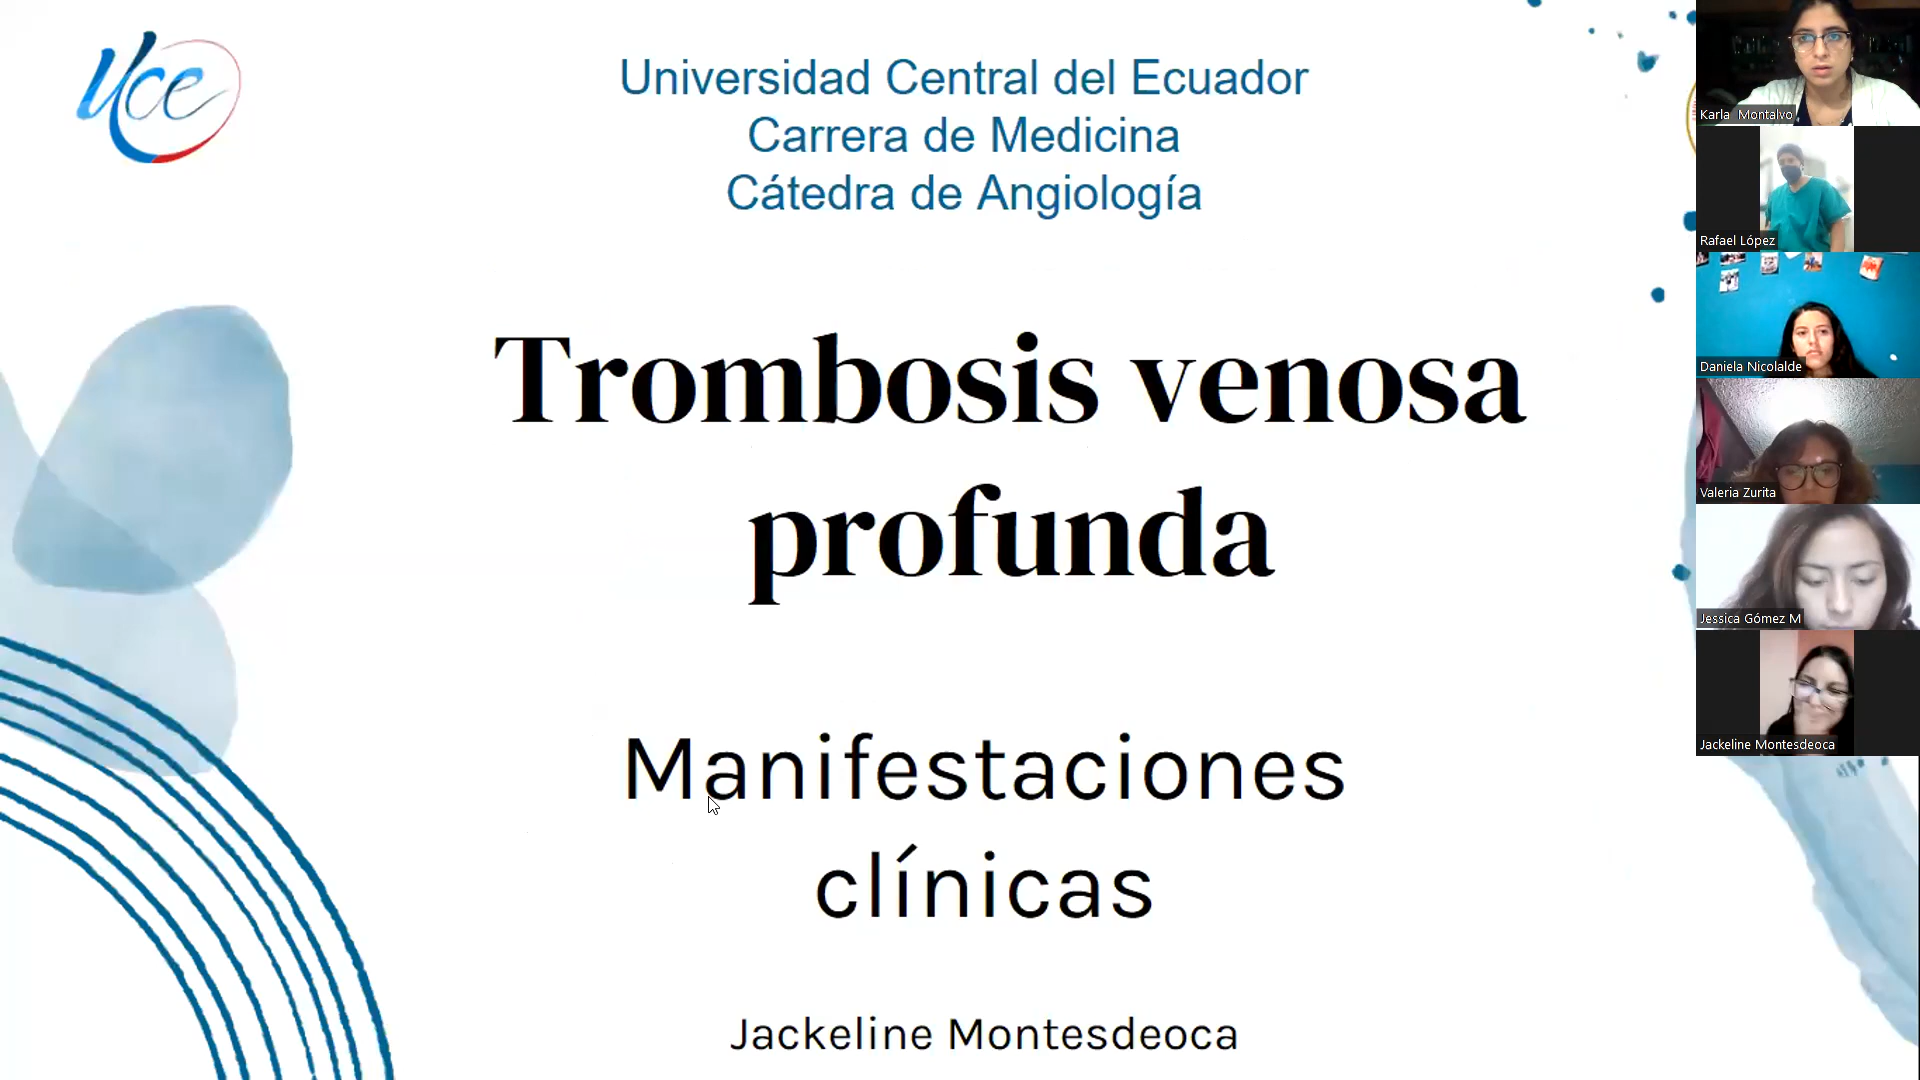 Uce
Universidad Central del Ecuador
Carrera de Medicina
Cátedra de Angiología
Trombosis venosa
profunda
Manifestaciones
clínicas
Jackeline Montesdeoca
Karla Montalvo
Rafael López
Daniela Nicolalde
Valeria Zurita
Jessica Gómez M
Jackeline Montesdeoca